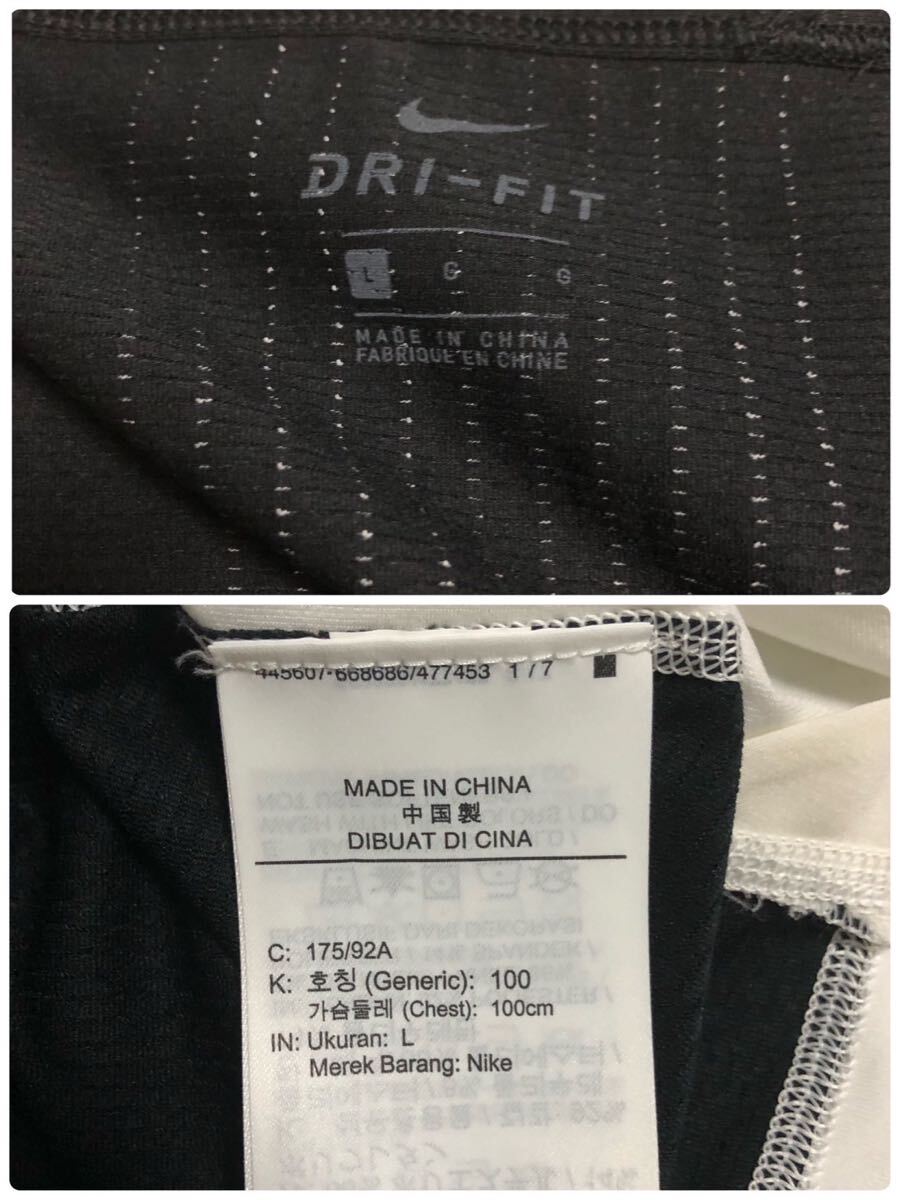 DRI-FIT
L G G
MADE IN CHINA
FABRIQUE EN CHINE
445607-668686/477453 1/7
MADE IN CHINA
中国製
DIBUAT DI CINA
C: 175/92A
K: 호칭 (Generic): 100
가슴둘레 (Chest): 100cm
IN: Ukuran: L
Merek Barang: Nike